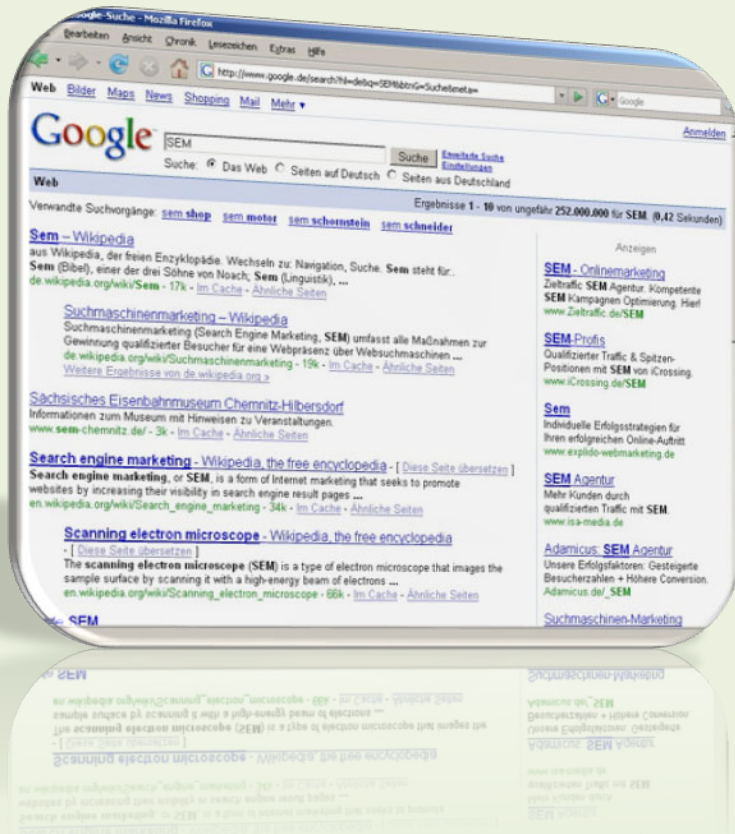 Google-Suche - Mozilla Firefox
Bearbeiten Ansicht Chronik Lesezeichen Extras Hilfe
http://www.google.de/search?hl=de&q=SEM&btnG=Suche&meta=
Google
Web Bilder Maps News Shopping Mail Mehr ▼
Anmelden
Google
SEM
Suche
Erweiterte Suche
Einstellungen
Suche: Das Web Seiten auf Deutsch Seiten aus Deutschland
Web
Ergebnisse 1 - 10 von ungefähr 252.000.000 für SEM. (0,42 Sekunden)
Verwandte Suchvorgänge: sem shop sem motor sem schornstein sem schneider
Sem – Wikipedia
aus Wikipedia, der freien Enzyklopädie. Wechseln zu: Navigation, Suche. Sem steht für:.
Sem (Bibel), einer der drei Söhne von Noach; Sem (Linguistik), ...
de.wikipedia.org/wiki/Sem - 17k - Im Cache - Ähnliche Seiten
Suchmaschinenmarketing – Wikipedia
Suchmaschinenmarketing (Search Engine Marketing, SEM) umfasst alle Maßnahmen zur
Gewinnung qualifizierter Besucher für eine Webpräsenz über Websuchmaschinen ...
de.wikipedia.org/wiki/Suchmaschinenmarketing - 19k - Im Cache - Ähnliche Seiten
Weitere Ergebnisse von de.wikipedia.org »
Sächsisches Eisenbahnmuseum Chemnitz-Hilbersdorf
Informationen zum Museum mit Hinweisen zu Veranstaltungen.
www.sem-chemnitz.de/ - 3k - Im Cache - Ähnliche Seiten
Search engine marketing - Wikipedia, the free encyclopedia - [ Diese Seite übersetzen ]
Search engine marketing, or SEM, is a form of Internet marketing that seeks to promote
websites by increasing their visibility in search engine result pages ...
en.wikipedia.org/wiki/Search_engine_marketing - 34k - Im Cache - Ähnliche Seiten
Scanning electron microscope - Wikipedia, the free encyclopedia
- [ Diese Seite übersetzen ]
The scanning electron microscope (SEM) is a type of electron microscope that images the
sample surface by scanning it with a high-energy beam of electrons ...
en.wikipedia.org/wiki/Scanning_electron_microscope - 66k - Im Cache - Ähnliche Seiten
SEM
Anzeigen
SEM - Onlinemarketing
Zieltraffic SEM Agentur. Kompetente
SEM Kampagnen Optimierung. Hier!
www.Zieltraffic.de/SEM
SEM-Profis
Qualifizierter Traffic & Spitzen-
Positionen mit SEM von iCrossing.
www.iCrossing.de/SEM
Sem
Individuelle Erfolgsstrategien für
Ihren erfolgreichen Online-Auftritt
www.explido-webmarketing.de
SEM Agentur
Mehr Kunden durch
qualifizierten Traffic mit SEM.
www.isa-media.de
Adamicus: SEM Agentur
Unsere Erfolgsfaktoren: Gesteigerte
Besucherzahlen + Höhere Conversion.
Adamicus.de/_SEM
Suchmaschinen-Marketing